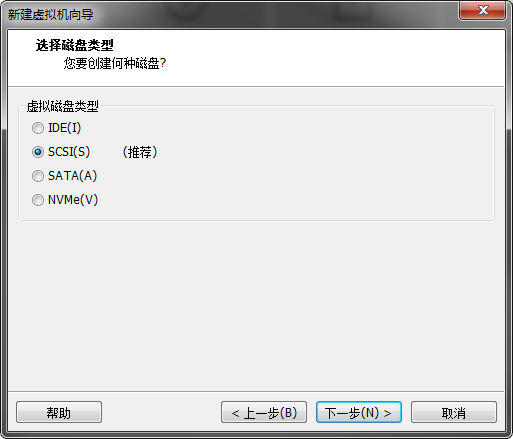 新建虚拟机向导
选择磁盘类型
您要创建何种磁盘?
虚拟磁盘类型
IDE(I)
SCSI(S) （推荐）
SATA(A)
NVMe(V)
帮助 < 上一步(B) 下一步(N) > 取消